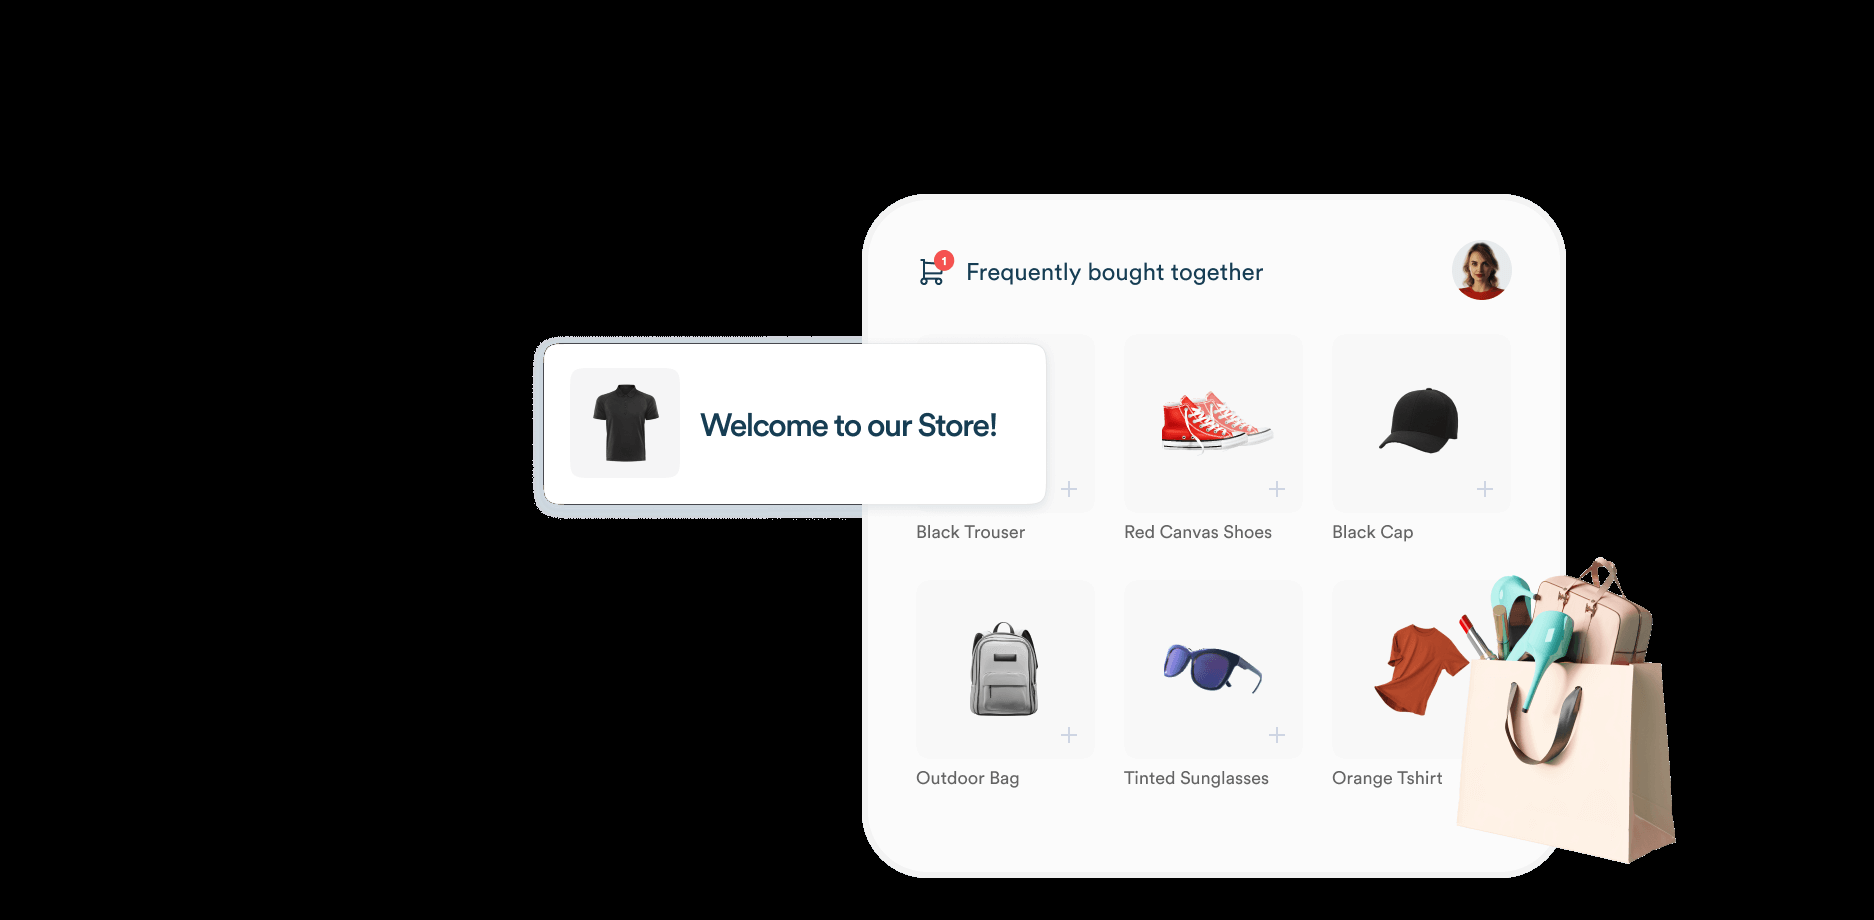 1
Frequently bought together
Welcome to our Store!
Black Trouser
Red Canvas Shoes
Black Cap
Outdoor Bag
Tinted Sunglasses
Orange Tshirt